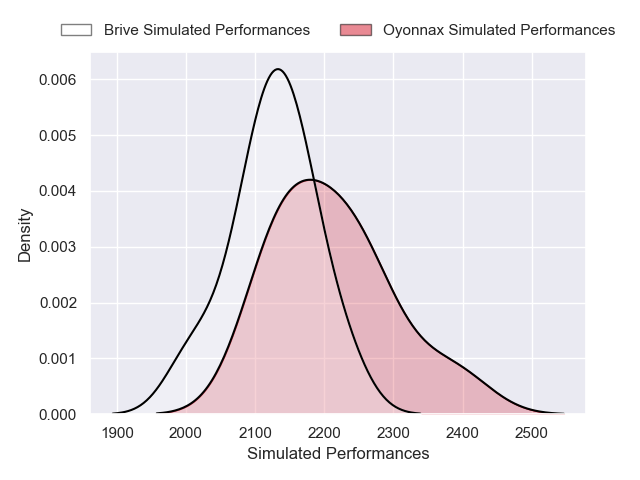 Brive Simulated Performances Oyonnax Simulated Performances
0.006
0.005
0.004
0.003
0.002
0.001
0.000
Density
1900 2000 2100 2200 2300 2400 2500
Simulated Performances